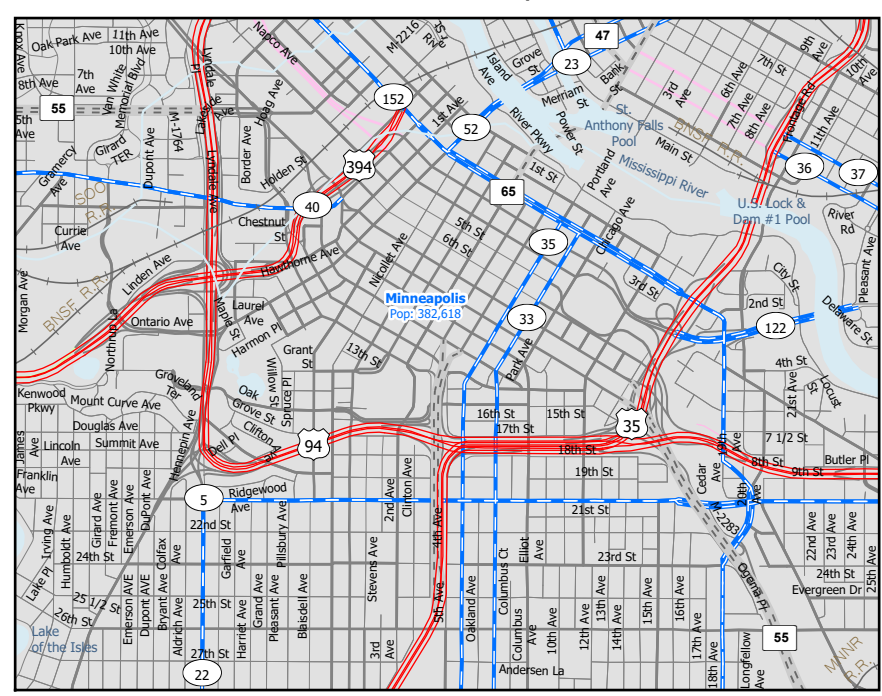 Knox Ave
Oak Park Ave
11th Ave
10th Ave
8th Ave
7th
Ave
Van White
Memorial Blvd
55
5th
Ave
Gramercy
Ave
Girard
TER
Dupont Ave
M-1764
Lyndale
Pl
Lakeside
Ave
Lyndale Ave
Border Ave
Hoag Ave
Napco Ave
Holden St
M-2216
152
1st Ave
394
40
SOO
R.R.
Currie
Ave
Chestnut
St
Hawthorne Ave
Linden Ave
BNSF R.R.
Morgan Ave
Northrup La
Ontario Ave
Laurel
Ave
Maple St
Harmon Pl
Nicollet Ave
5th St
6th St
Minneapolis
Pop: 382,618
13th St
Island
Ave
Grove
St
47
23
Bank
St
Merriam
St
Power St
River Pkwy
52
65
1st St
Portland
Ave
Chicago Ave
3rd
Ave
7th St
6th Ave
7th Ave
8th Ave
9th
Ave
10th
Ave
11th Ave
Frontage Rd
St.
Anthony Falls
Pool
BNSF R.R.
Main St
Mississippi River
36
37
U.S. Lock &
Dam #1 Pool
River
Rd
Pleasant Ave
35
33
Park Ave
3rd St
City St
2nd St
122
Delaware St
4th St
21st Ave
Locust
St
Kenwood
Pkwy
Mount Curve Ave
Groveland
Ter
Grant
St
Willow St
Spruce Pl
Oak
Grove St
Clifton Ave
Dell Pl
94
Douglas Ave
Summit Ave
James
Ave
Lincoln
Ave
Franklin
Ave
Hennepin Ave
16th St
15th St
17th St
18th St
35
19th St
21st St
Cedar
Ave
19th
Ave
20th
Ave
7 1/2 St
8th St
9th St
Butler Pl
5
Ridgewood
Ave
22nd St
2nd Ave
Clinton Ave
4th Ave
5th Ave
M-2283
Irving Ave
Lake Pl
Humboldt Ave
Girard Ave
Fremont Ave
Emerson Ave
DuPont Ave
24th St
25 1/2 St
26th St
Colfax
Ave
Garfield
Ave
Pillsbury Ave
Stevens Ave
Emerson AVE
Dupont AVE
Bryant Ave
Aldrich Ave
25th St
27th St
Harriet Ave
Grand Ave
Pleasant Ave
Blaisdell Ave
3rd
Ave
22
Lake
of the Isles
Oakland Ave
Columbus Ct
Elliot
Ave
Columbus
Ave
10th Ave
23rd St
12th Ave
13th Ave
14th Ave
15th Ave
16th Ave
17th Ave
18th Ave
Andersen La
Longfellow
Ave
Ogema Pl
55
22nd Ave
23rd Ave
24th Ave
25th Ave
24th St
Evergreen Dr
MNNR
R.R.